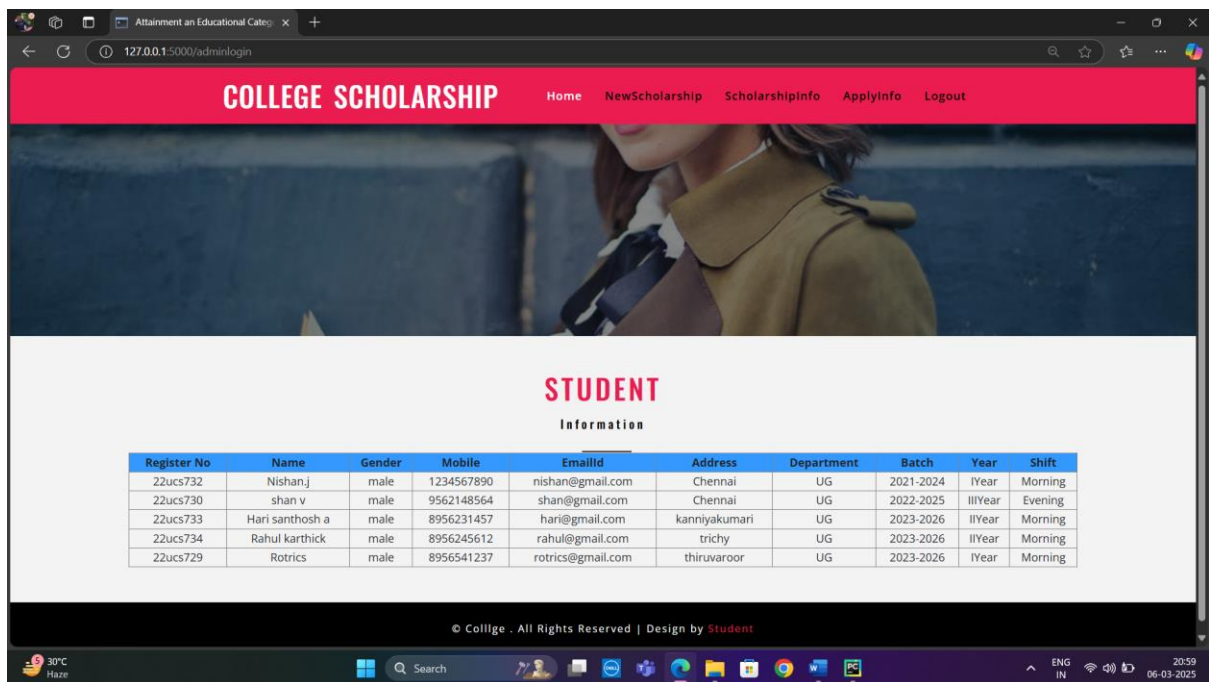 Attainment an Educational Catego
127.0.0.1:5000/adminlogin
COLLEGE SCHOLARSHIP Home NewScholarship ScholarshipInfo ApplyInfo Logout
STUDENT
Information
Register No Name Gender Mobile EmailId Address Department Batch Year Shift
22ucs732 Nishan.j male 1234567890 nishan@gmail.com Chennai UG 2021-2024 IYear Morning
22ucs730 shan v male 9562148564 shan@gmail.com Chennai UG 2022-2025 IIIYear Evening
22ucs733 Hari santhosh a male 8956231457 hari@gmail.com kanniyakumari UG 2023-2026 IIYear Morning
22ucs734 Rahul karthick male 8956245612 rahul@gmail.com trichy UG 2023-2026 IIYear Morning
22ucs729 Rotrics male 8956541237 rotrics@gmail.com thiruvaroor UG 2023-2026 IYear Morning
© Colllge . All Rights Reserved | Design by Student
5 30°C Search ENG 20:59
Haze IN 06-03-2025